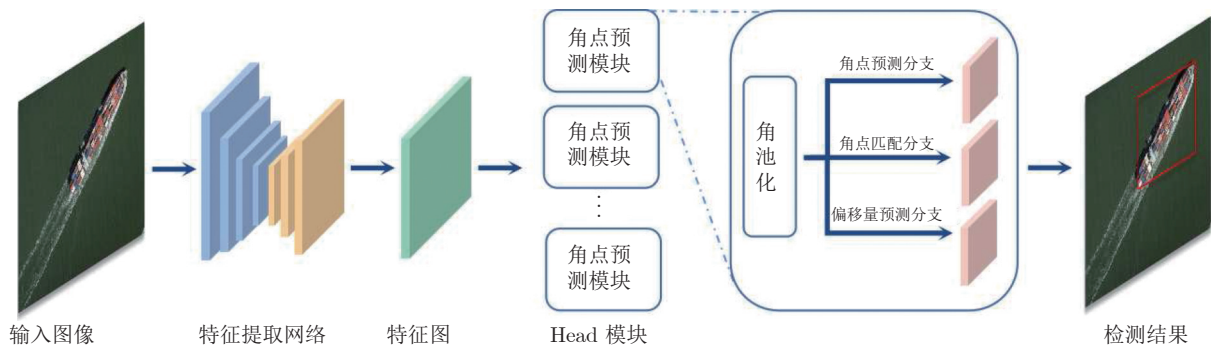 角点预
测模块
角点预
测模块
⋮
角点预
测模块
角
池
化
角点预测分支
角点匹配分支
偏移量预测分支
输入图像
特征提取网络
特征图
Head 模块
检测结果